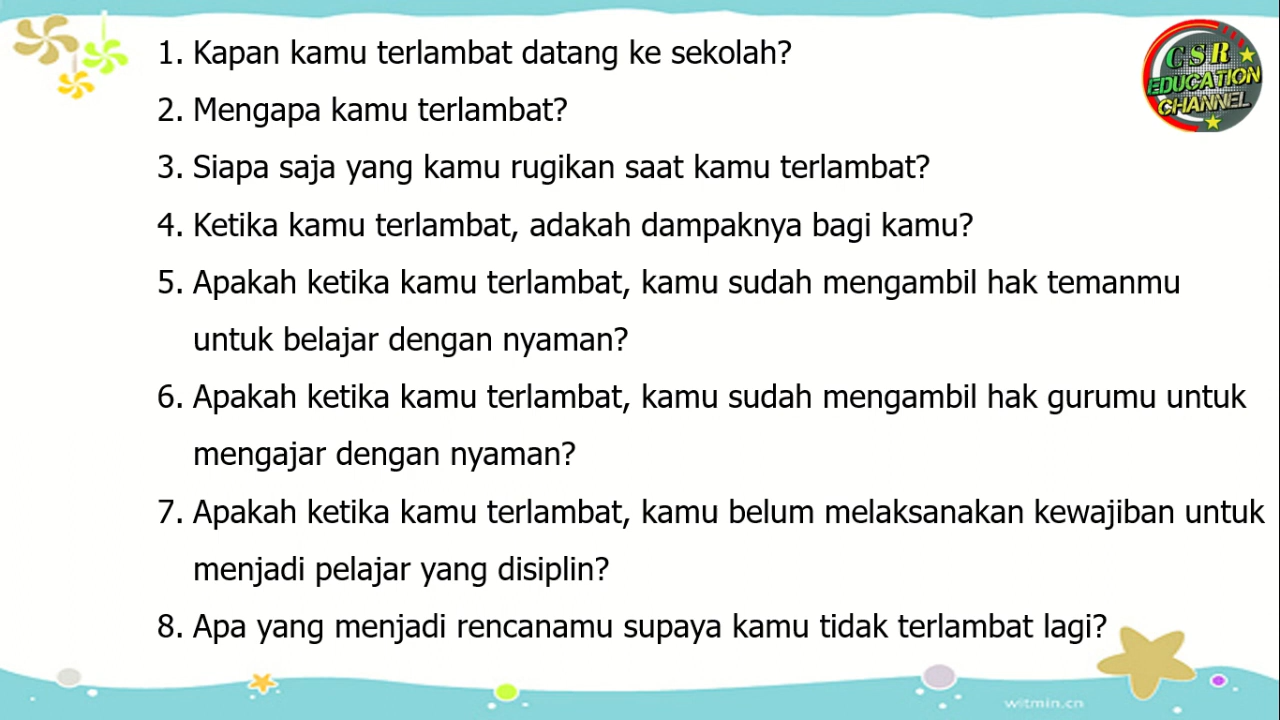 1. Kapan kamu terlambat datang ke sekolah?
2. Mengapa kamu terlambat?
3. Siapa saja yang kamu rugikan saat kamu terlambat?
4. Ketika kamu terlambat, adakah dampaknya bagi kamu?
5. Apakah ketika kamu terlambat, kamu sudah mengambil hak temanmu
untuk belajar dengan nyaman?
6. Apakah ketika kamu terlambat, kamu sudah mengambil hak gurumu untuk
mengajar dengan nyaman?
7. Apakah ketika kamu terlambat, kamu belum melaksanakan kewajiban untuk
menjadi pelajar yang disiplin?
8. Apa yang menjadi rencanamu supaya kamu tidak terlambat lagi?
CSR
EDUCATION
CHANNEL
witmin.cn